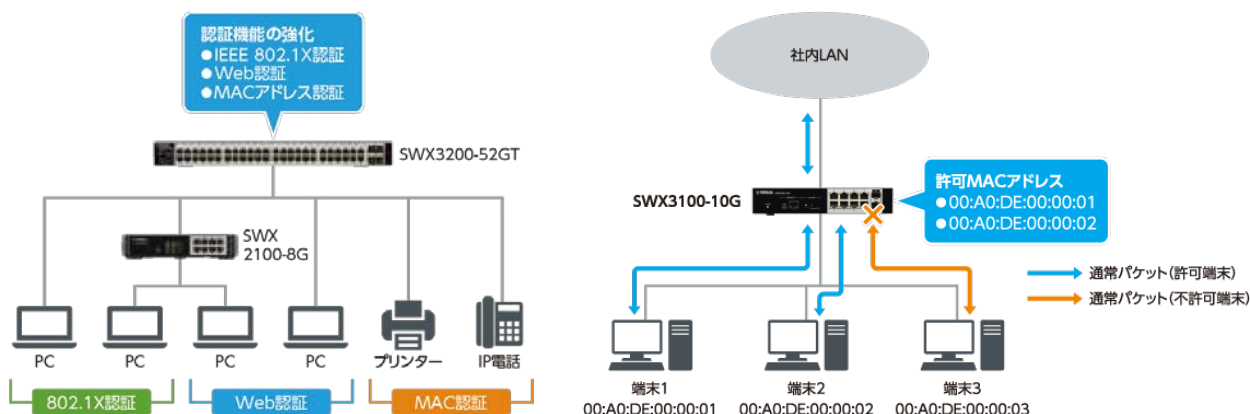 認証機能の強化
●IEEE 802.1X認証
●Web認証
●MACアドレス認証
SWX3200-52GT
SWX
2100-8G
PC
PC
PC
PC
プリンター
IP電話
802.1X認証
Web認証
MAC認証
社内LAN
SWX3100-10G
許可MACアドレス
●00:A0:DE:00:00:01
●00:A0:DE:00:00:02
通常パケット(許可端末)
通常パケット(不許可端末)
端末1
00:A0:DE:00:00:01
端末2
00:A0:DE:00:00:02
端末3
00:A0:DE:00:00:03